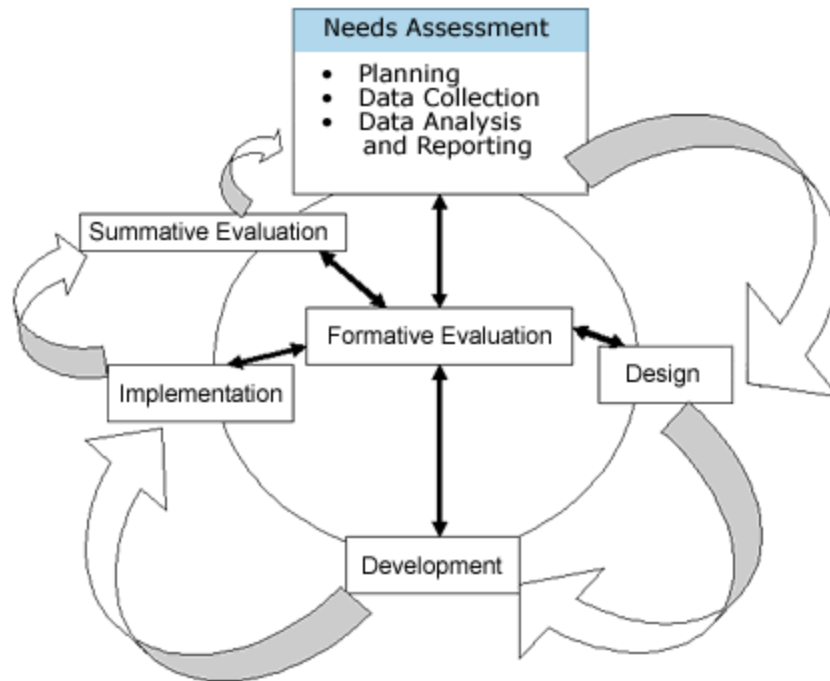 Needs Assessment
• Planning
• Data Collection
• Data Analysis
and Reporting
Summative Evaluation
Formative Evaluation
Design
Implementation
Development